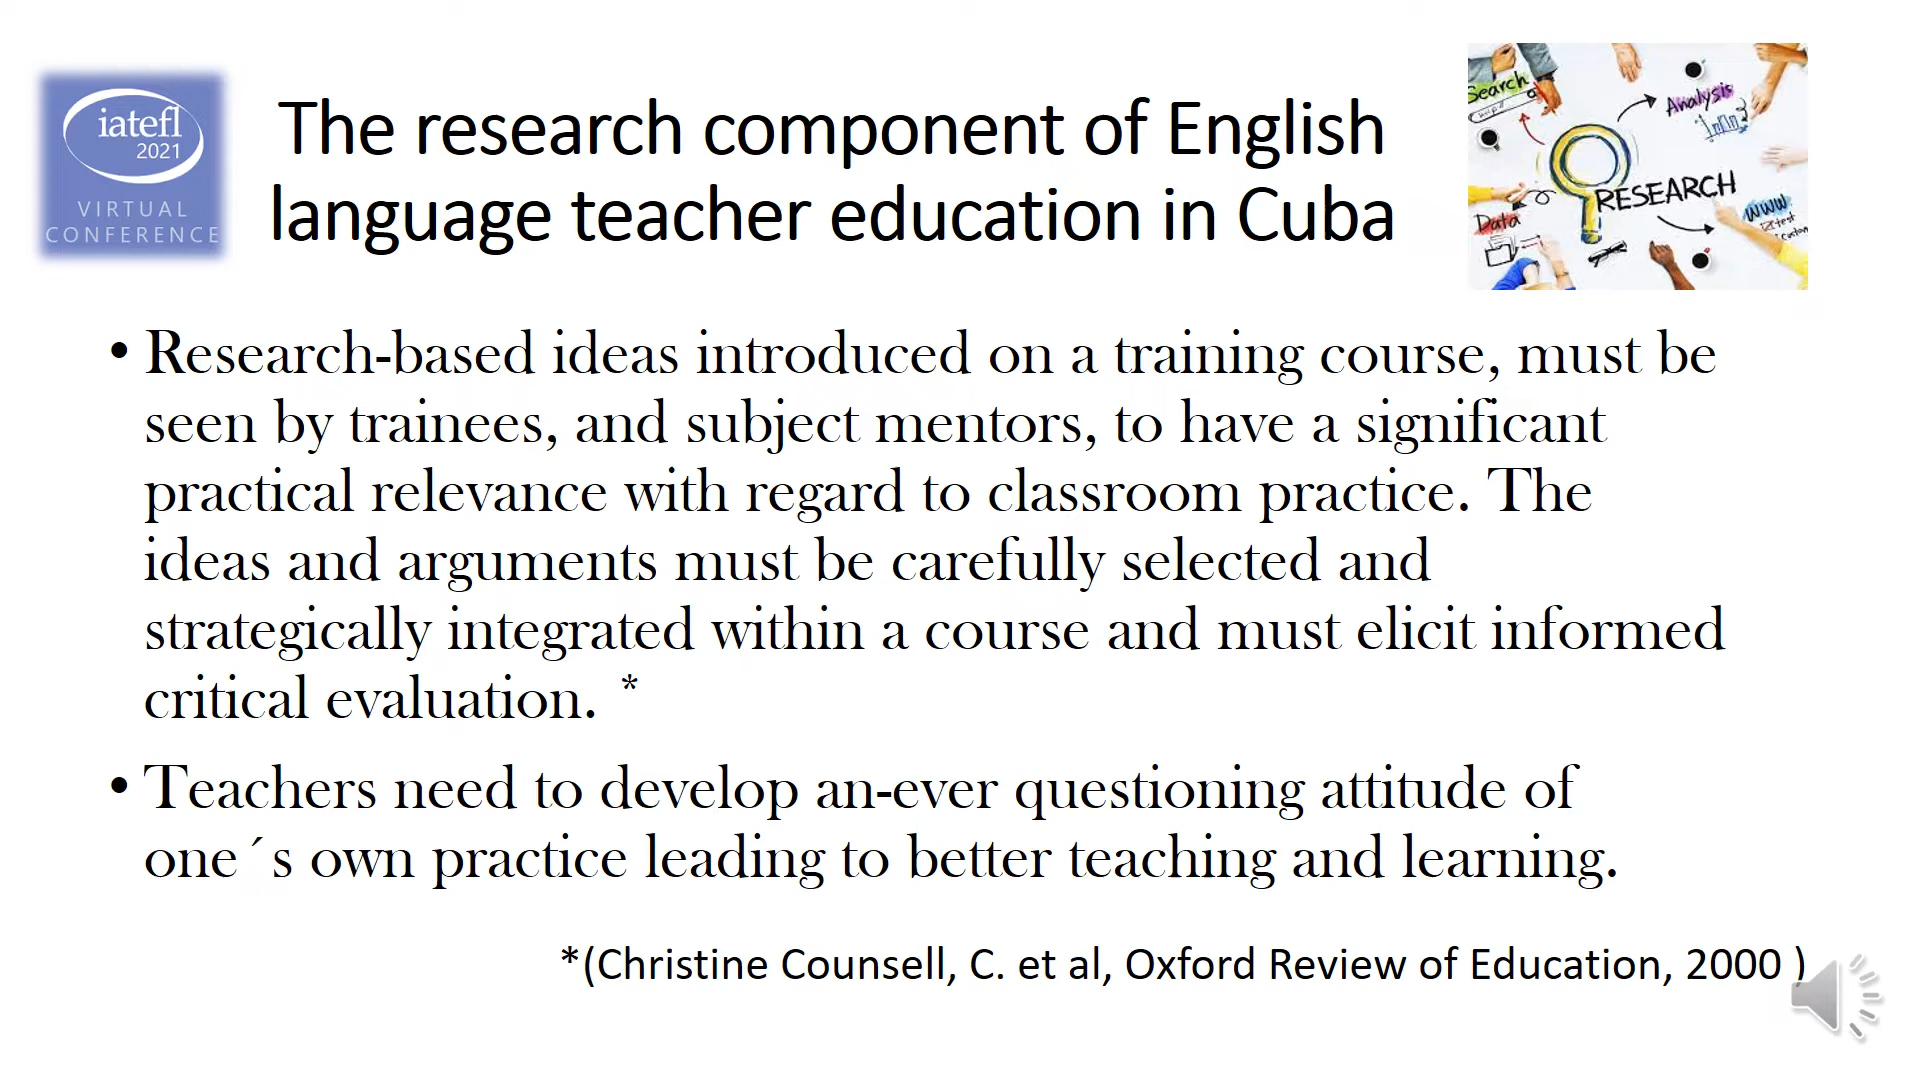 iatefl
2021
VIRTUAL
CONFERENCE
The research component of English
language teacher education in Cuba
Search
Analysis
RESEARCH
Data
WWW
• Research-based ideas introduced on a training course, must be
seen by trainees, and subject mentors, to have a significant
practical relevance with regard to classroom practice. The
ideas and arguments must be carefully selected and
strategically integrated within a course and must elicit informed
critical evaluation. *
• Teachers need to develop an-ever questioning attitude of
one´s own practice leading to better teaching and learning.
*(Christine Counsell, C. et al, Oxford Review of Education, 2000 )